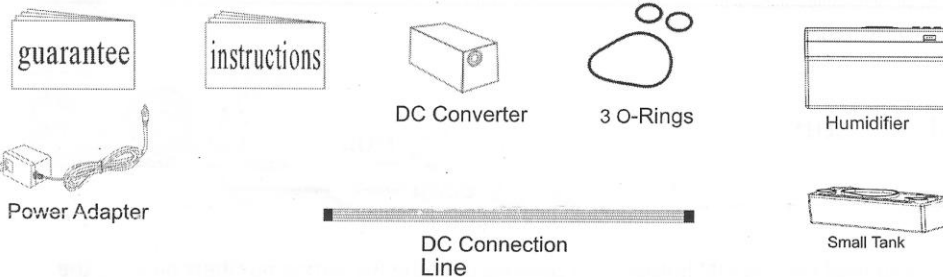 guarantee
instructions
DC Converter
3 O-Rings
Humidifier
Power Adapter
DC Connection
Line
Small Tank